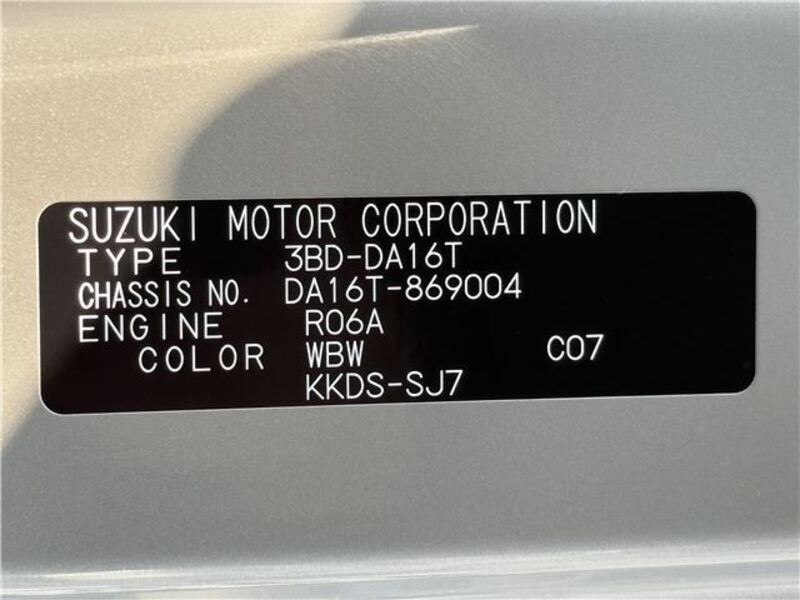 SUZUKI MOTOR CORPORATION
TYPE 3BD-DA16T
CHASSIS NO. DA16T-869004
ENGINE R06A
COLOR WBW C07
KKDS-SJ7